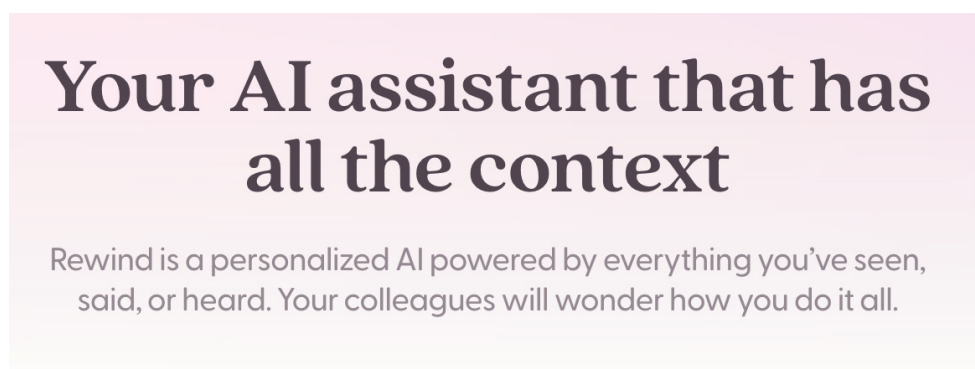 Your AI assistant that has
all the context
Rewind is a personalized AI powered by everything you’ve seen,
said, or heard. Your colleagues will wonder how you do it all.